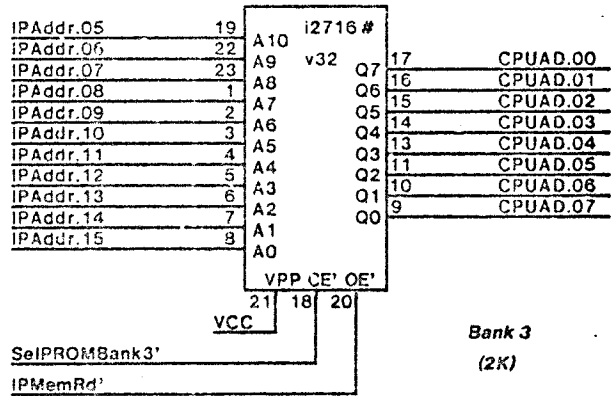 i2716 #
v32
IPAddr.05 19 A10
IPAddr.06 22 A9
IPAddr.07 23 A8
IPAddr.08 1 A7
IPAddr.09 2 A6
IPAddr.10 3 A5
IPAddr.11 4 A4
IPAddr.12 5 A3
IPAddr.13 6 A2
IPAddr.14 7 A1
IPAddr.15 8 A0
Q7 17 CPUAD.00
Q6 16 CPUAD.01
Q5 15 CPUAD.02
Q4 14 CPUAD.03
Q3 13 CPUAD.04
Q2 11 CPUAD.05
Q1 10 CPUAD.06
Q0 9 CPUAD.07
VPP CE' OE'
21 18 20
VCC
SelPROMBank3'
IPMemRd'
Bank 3
(2K)